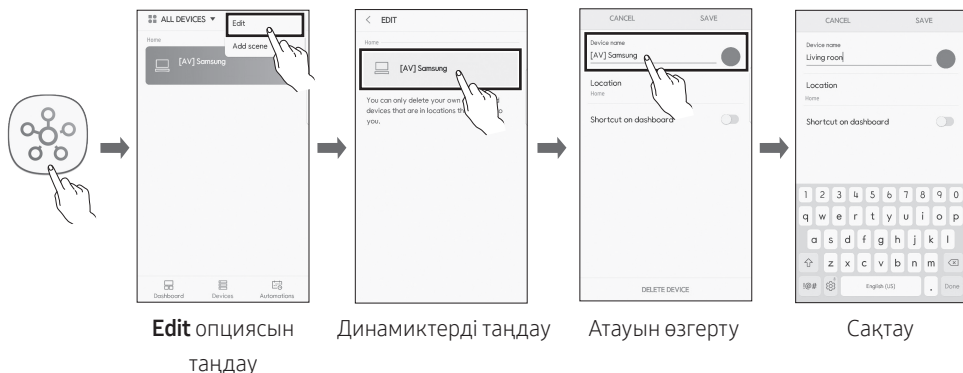 ALL DEVICES ▼
Edit
Home
Add scene
[AV] Samsung
Dashboard
Devices
Automations
Edit опциясын
таңдау
< EDIT
Home
[AV] Samsung
You can only delete your own
devices that are in locations th
you.
Динамиктерді таңдау
CANCEL SAVE
Device name
[AV] Samsung
Location
Home
Shortcut on dashboard
DELETE DEVICE
Атауын өзгерту
CANCEL SAVE
Device name
Living roon
Location
Home
Shortcut on dashboard
1 2 3 4 5 6 7 8 9 0
q w e r t y u i o p
a s d f g h j k l
z x c v b n m
!@# English (US) . Done
Сақтау